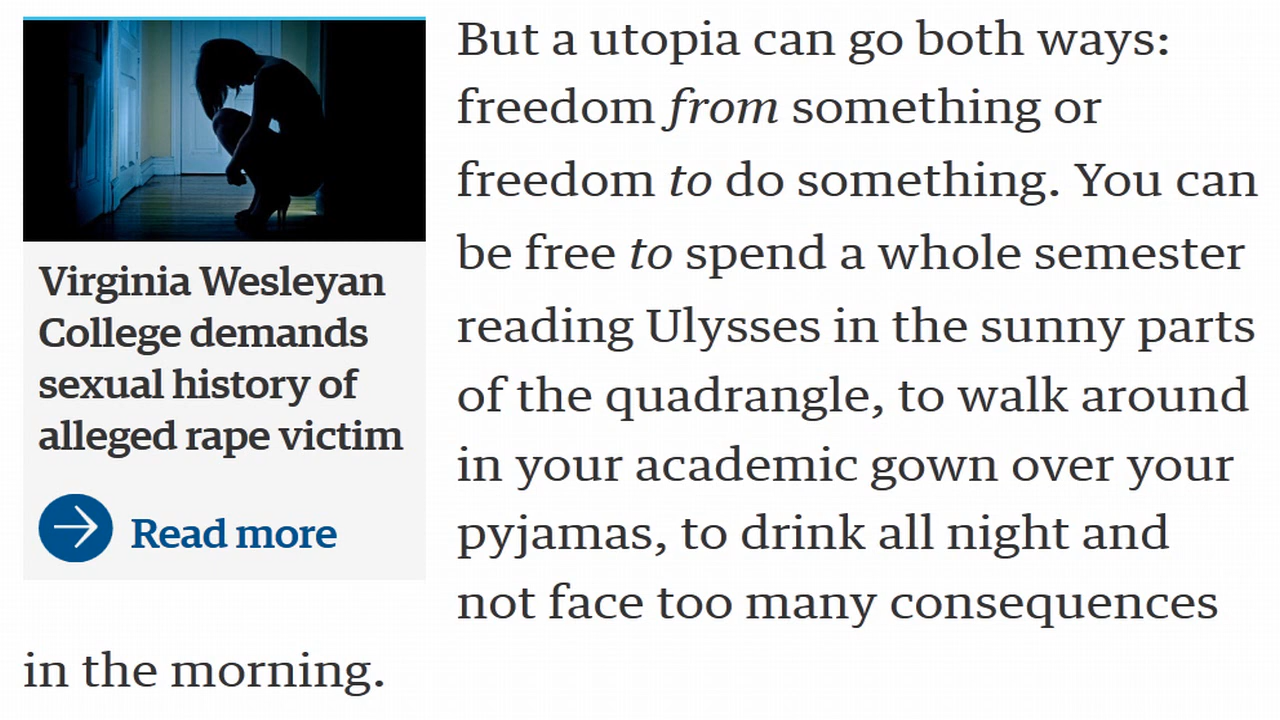 But a utopia can go both ways:
freedom from something or
freedom to do something. You can
be free to spend a whole semester
reading Ulysses in the sunny parts
of the quadrangle, to walk around
in your academic gown over your
pyjamas, to drink all night and
not face too many consequences
in the morning.
Virginia Wesleyan
College demands
sexual history of
alleged rape victim
Read more